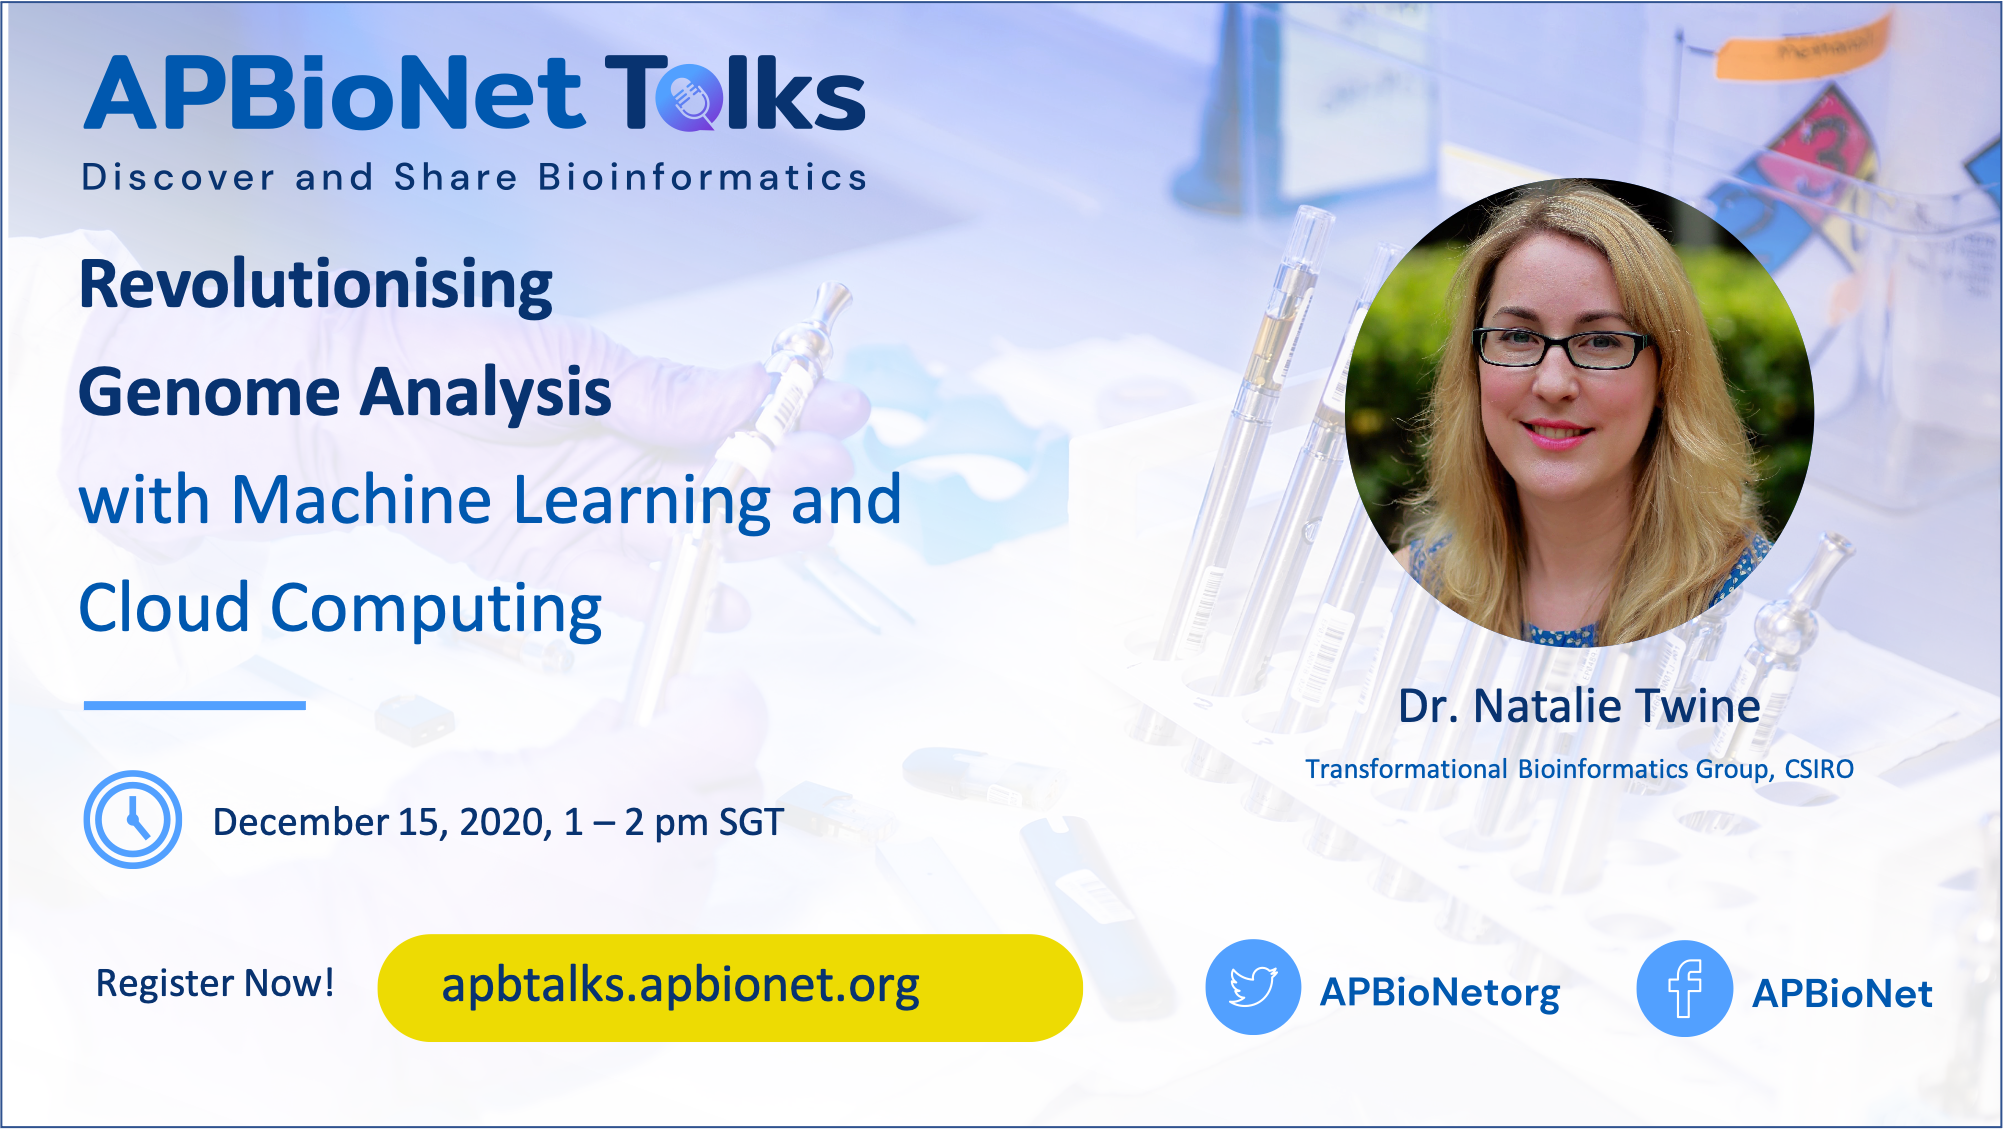 APBioNet Talks
Discover and Share Bioinformatics
Revolutionising
Genome Analysis
with Machine Learning and
Cloud Computing
Dr. Natalie Twine
Transformational Bioinformatics Group, CSIRO
December 15, 2020, 1 – 2 pm SGT
Register Now!
apbtalks.apbionet.org
APBioNetorg
APBioNet
3